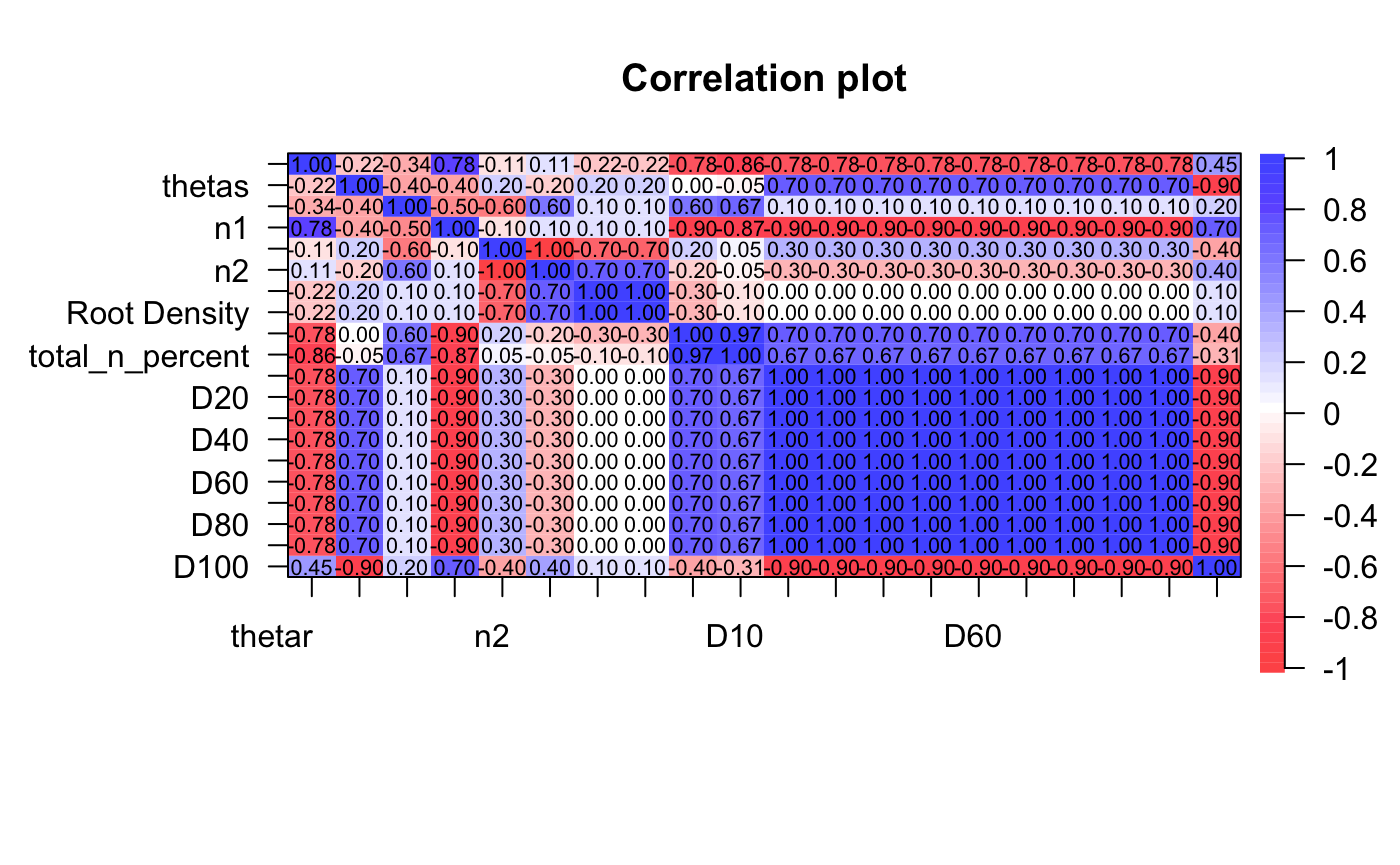 Correlation plot
1.00 -0.22 -0.34 0.78 -0.11 0.11 -0.22 -0.22 -0.78 -0.86 -0.78 -0.78 -0.78 -0.78 -0.78 -0.78 -0.78 -0.78 -0.78 0.45
thetas -0.22 1.00 -0.40 -0.40 0.20 -0.20 0.20 0.20 0.00 -0.05 0.70 0.70 0.70 0.70 0.70 0.70 0.70 0.70 0.70 -0.90
-0.34 -0.40 1.00 -0.50 -0.60 0.60 0.10 0.10 0.60 0.67 0.10 0.10 0.10 0.10 0.10 0.10 0.10 0.10 0.10 0.20
n1 0.78 -0.40 -0.50 1.00 -0.10 0.10 0.10 0.10 -0.90 -0.87 -0.90 -0.90 -0.90 -0.90 -0.90 -0.90 -0.90 -0.90 -0.90 0.70
-0.11 0.20 -0.60 -0.10 1.00 -1.00 -0.70 -0.70 0.20 0.05 0.30 0.30 0.30 0.30 0.30 0.30 0.30 0.30 0.30 -0.40
n2 0.11 -0.20 0.60 0.10 -1.00 1.00 0.70 0.70 -0.20 -0.05 -0.30 -0.30 -0.30 -0.30 -0.30 -0.30 -0.30 -0.30 -0.30 0.40
-0.22 0.20 0.10 0.10 -0.70 0.70 1.00 1.00 -0.30 -0.10 0.00 0.00 0.00 0.00 0.00 0.00 0.00 0.00 0.00 0.10
Root Density -0.22 0.20 0.10 0.10 -0.70 0.70 1.00 1.00 -0.30 -0.10 0.00 0.00 0.00 0.00 0.00 0.00 0.00 0.00 0.00 0.10
-0.78 0.00 0.60 -0.90 0.20 -0.20 -0.30 -0.30 1.00 0.97 0.70 0.70 0.70 0.70 0.70 0.70 0.70 0.70 0.70 -0.40
total_n_percent -0.86 -0.05 0.67 -0.87 0.05 -0.05 -0.10 -0.10 0.97 1.00 0.67 0.67 0.67 0.67 0.67 0.67 0.67 0.67 0.67 -0.31
-0.78 0.70 0.10 -0.90 0.30 -0.30 0.00 0.00 0.70 0.67 1.00 1.00 1.00 1.00 1.00 1.00 1.00 1.00 1.00 -0.90
D20 -0.78 0.70 0.10 -0.90 0.30 -0.30 0.00 0.00 0.70 0.67 1.00 1.00 1.00 1.00 1.00 1.00 1.00 1.00 1.00 -0.90
-0.78 0.70 0.10 -0.90 0.30 -0.30 0.00 0.00 0.70 0.67 1.00 1.00 1.00 1.00 1.00 1.00 1.00 1.00 1.00 -0.90
D40 -0.78 0.70 0.10 -0.90 0.30 -0.30 0.00 0.00 0.70 0.67 1.00 1.00 1.00 1.00 1.00 1.00 1.00 1.00 1.00 -0.90
-0.78 0.70 0.10 -0.90 0.30 -0.30 0.00 0.00 0.70 0.67 1.00 1.00 1.00 1.00 1.00 1.00 1.00 1.00 1.00 -0.90
D60 -0.78 0.70 0.10 -0.90 0.30 -0.30 0.00 0.00 0.70 0.67 1.00 1.00 1.00 1.00 1.00 1.00 1.00 1.00 1.00 -0.90
-0.78 0.70 0.10 -0.90 0.30 -0.30 0.00 0.00 0.70 0.67 1.00 1.00 1.00 1.00 1.00 1.00 1.00 1.00 1.00 -0.90
D80 -0.78 0.70 0.10 -0.90 0.30 -0.30 0.00 0.00 0.70 0.67 1.00 1.00 1.00 1.00 1.00 1.00 1.00 1.00 1.00 -0.90
-0.78 0.70 0.10 -0.90 0.30 -0.30 0.00 0.00 0.70 0.67 1.00 1.00 1.00 1.00 1.00 1.00 1.00 1.00 1.00 -0.90
D100 0.45 -0.90 0.20 0.70 -0.40 0.40 0.10 0.10 -0.40 -0.31 -0.90 -0.90 -0.90 -0.90 -0.90 -0.90 -0.90 -0.90 -0.90 1.00
thetar n2 D10 D60
1
0.8
0.6
0.4
0.2
0
-0.2
-0.4
-0.6
-0.8
-1